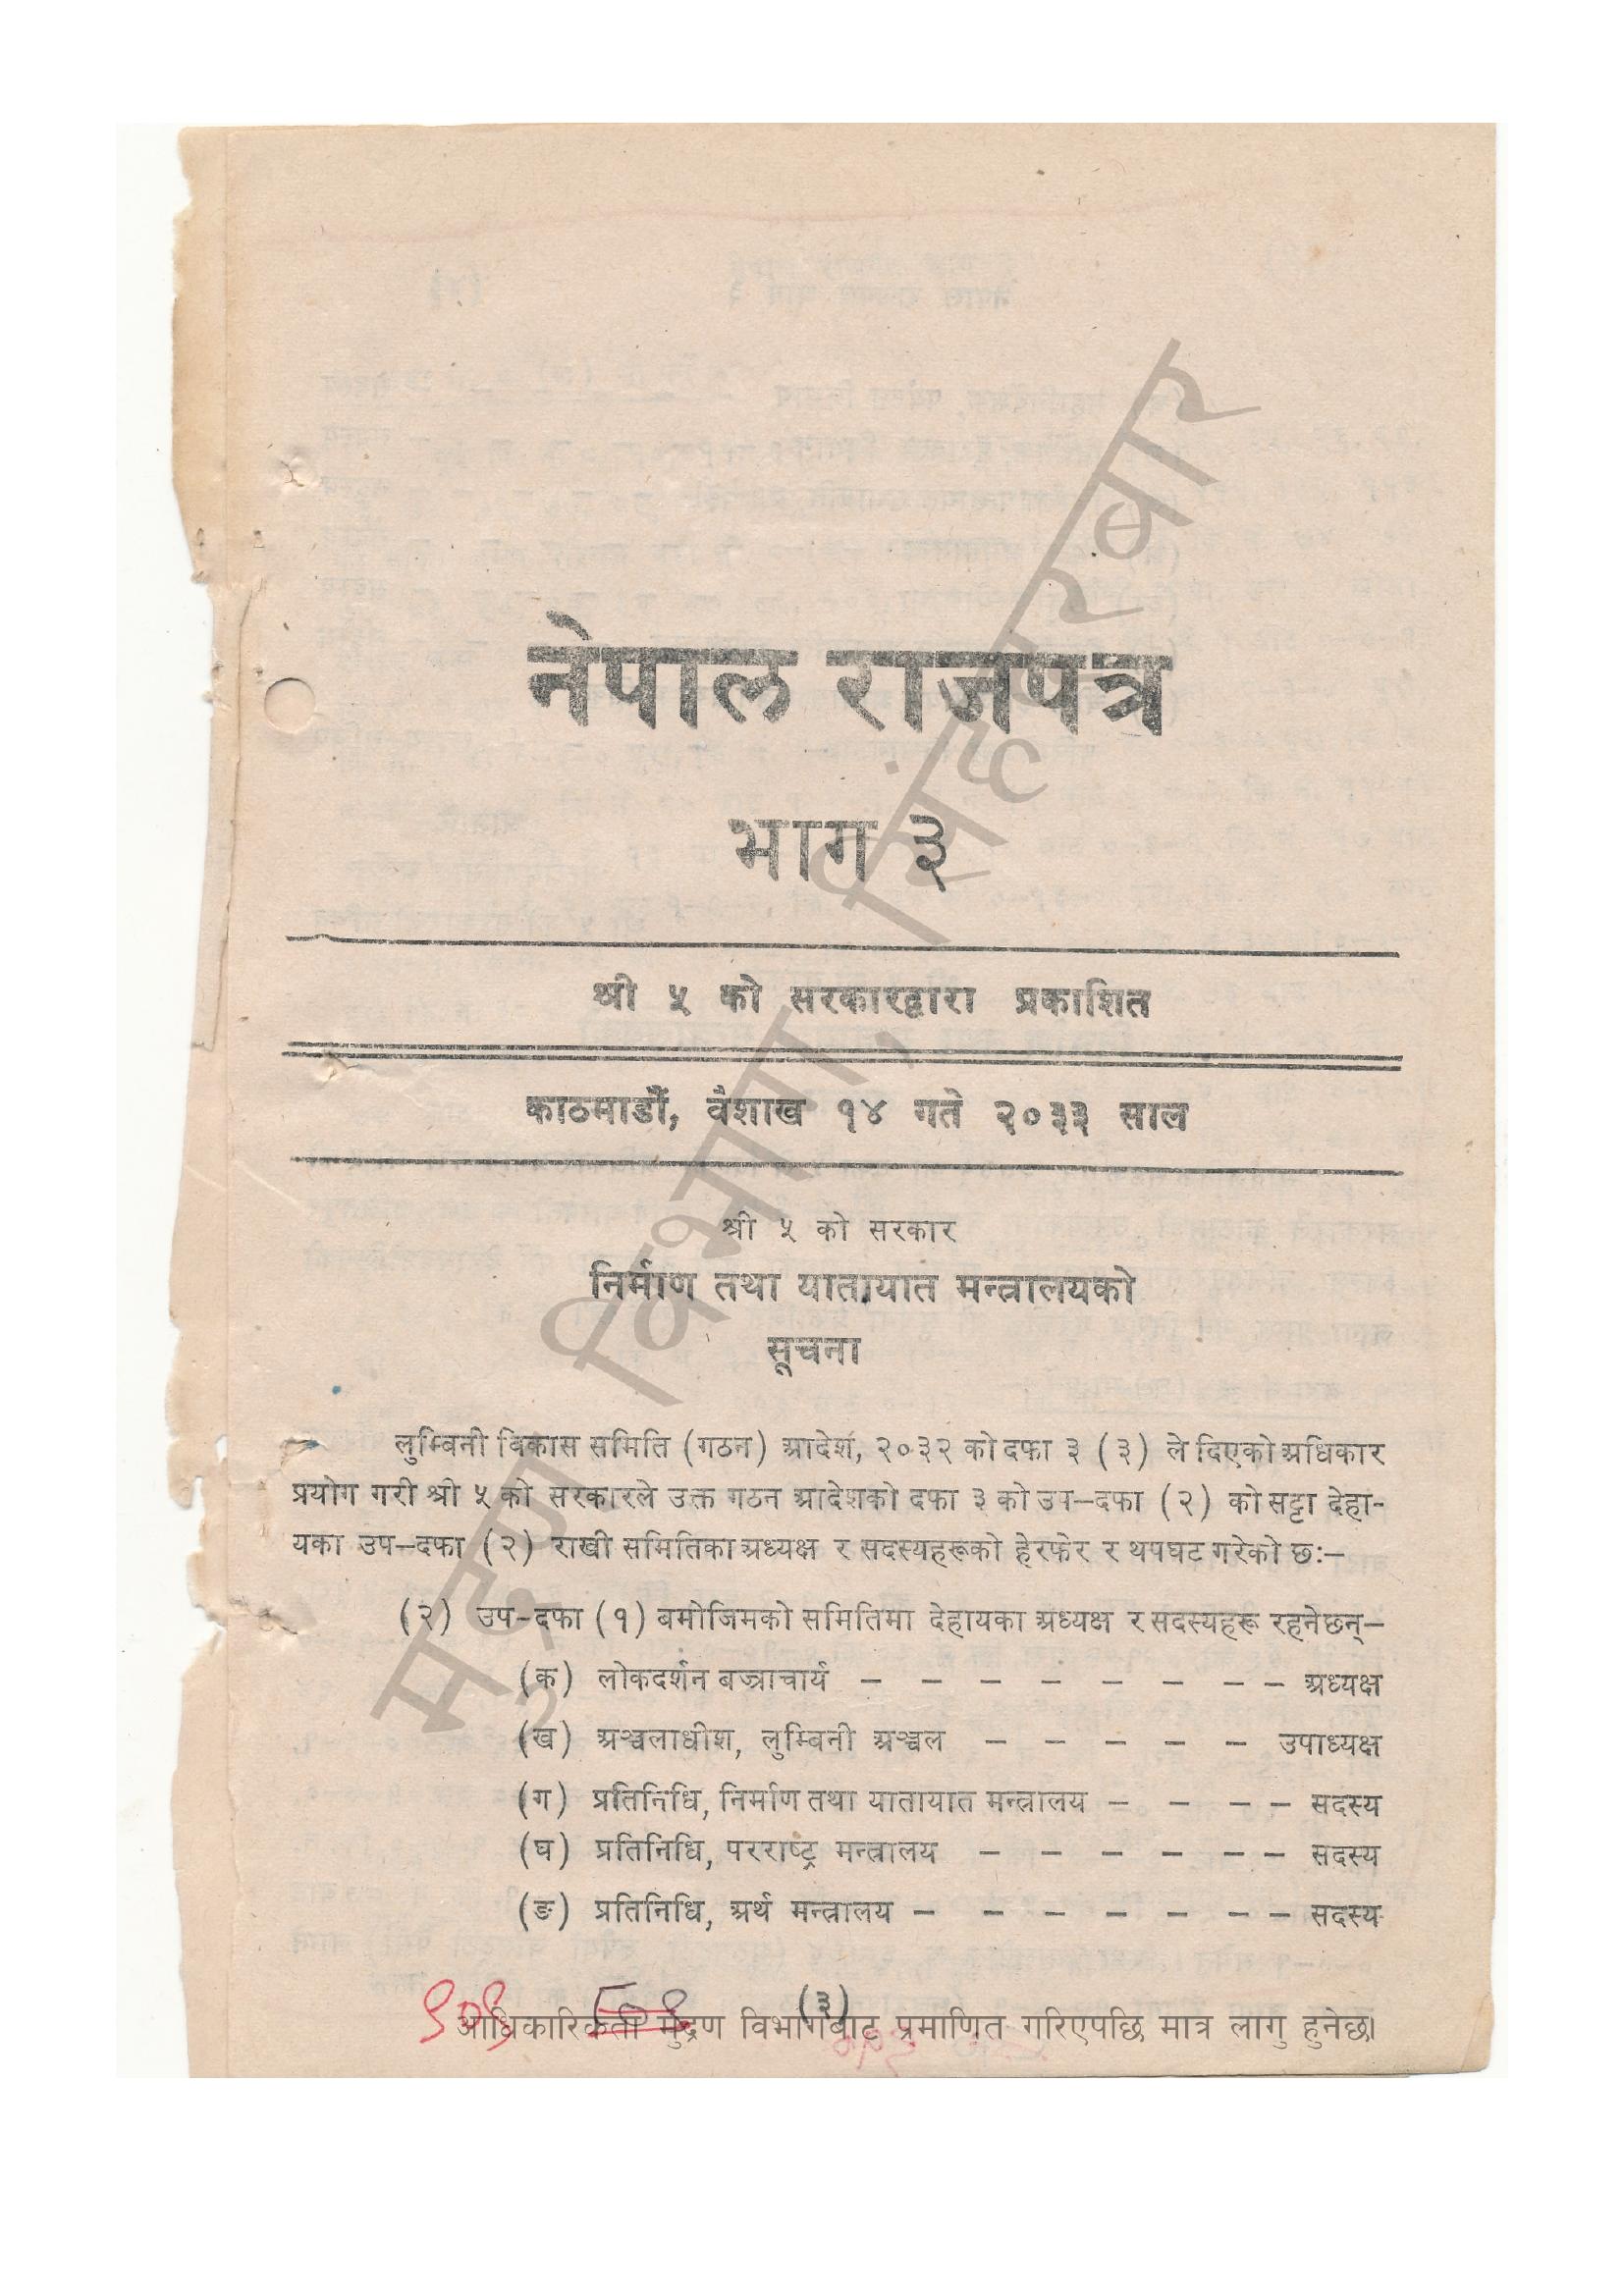 नेपाल राजपत्र
भाग ३
श्री ५ को सरकारद्वारा प्रकाशित
काठमाडौं, वैशाख १४ गते २०३३ साल
श्री ५ को सरकार
निर्माण तथा यातायात मन्त्रालयको
सूचना
लुम्बिनी विकास समिति (गठन) आदेश, २०३२ को दफा ३ (३) ले दिएको अधिकार
प्रयोग गरी श्री ५ को सरकारले उक्त गठन आदेशको दफा ३ को उप–दफा (२) को सट्टा देहा-
यका उप–दफा (२) राखी समितिका अध्यक्ष र सदस्यहरूको हेरफेर र थपघट गरेको छः–
(२) उप–दफा (१) बमोजिमको समितिमा देहायका अध्यक्ष र सदस्यहरू रहनेछन्–
(क) लोकदर्शन बज्राचार्य – – – – – – – – अध्यक्ष
(ख) अञ्चलाधीश, लुम्बिनी अञ्चल – – – – – उपाध्यक्ष
(ग) प्रतिनिधि, निर्माण तथा यातायात मन्त्रालय – – – – सदस्य
(घ) प्रतिनिधि, परराष्ट्र मन्त्रालय – – – – – – सदस्य
(ङ) प्रतिनिधि, अर्थ मन्त्रालय – – – – – – – सदस्य
(३)
आधिकारिकता मुद्रण विभागबाट प्रमाणित गरिएपछि मात्र लागु हुनेछ।
मुद्रण विभाग, सिंहदरबार